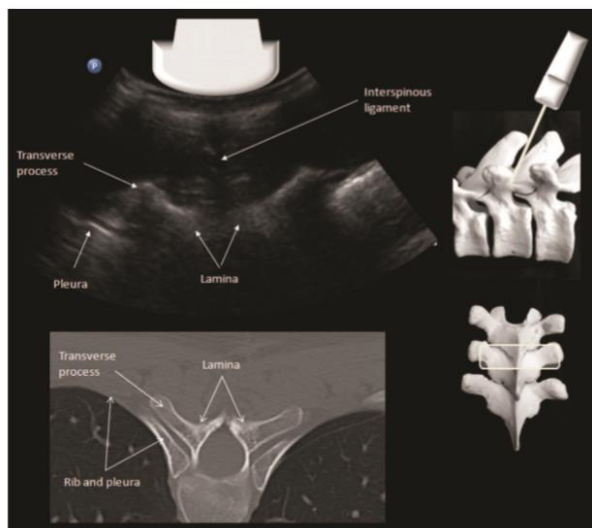 P
Interspinous
ligament
Transverse
process
Pleura
Lamina
Transverse
process
Lamina
Rib and pleura